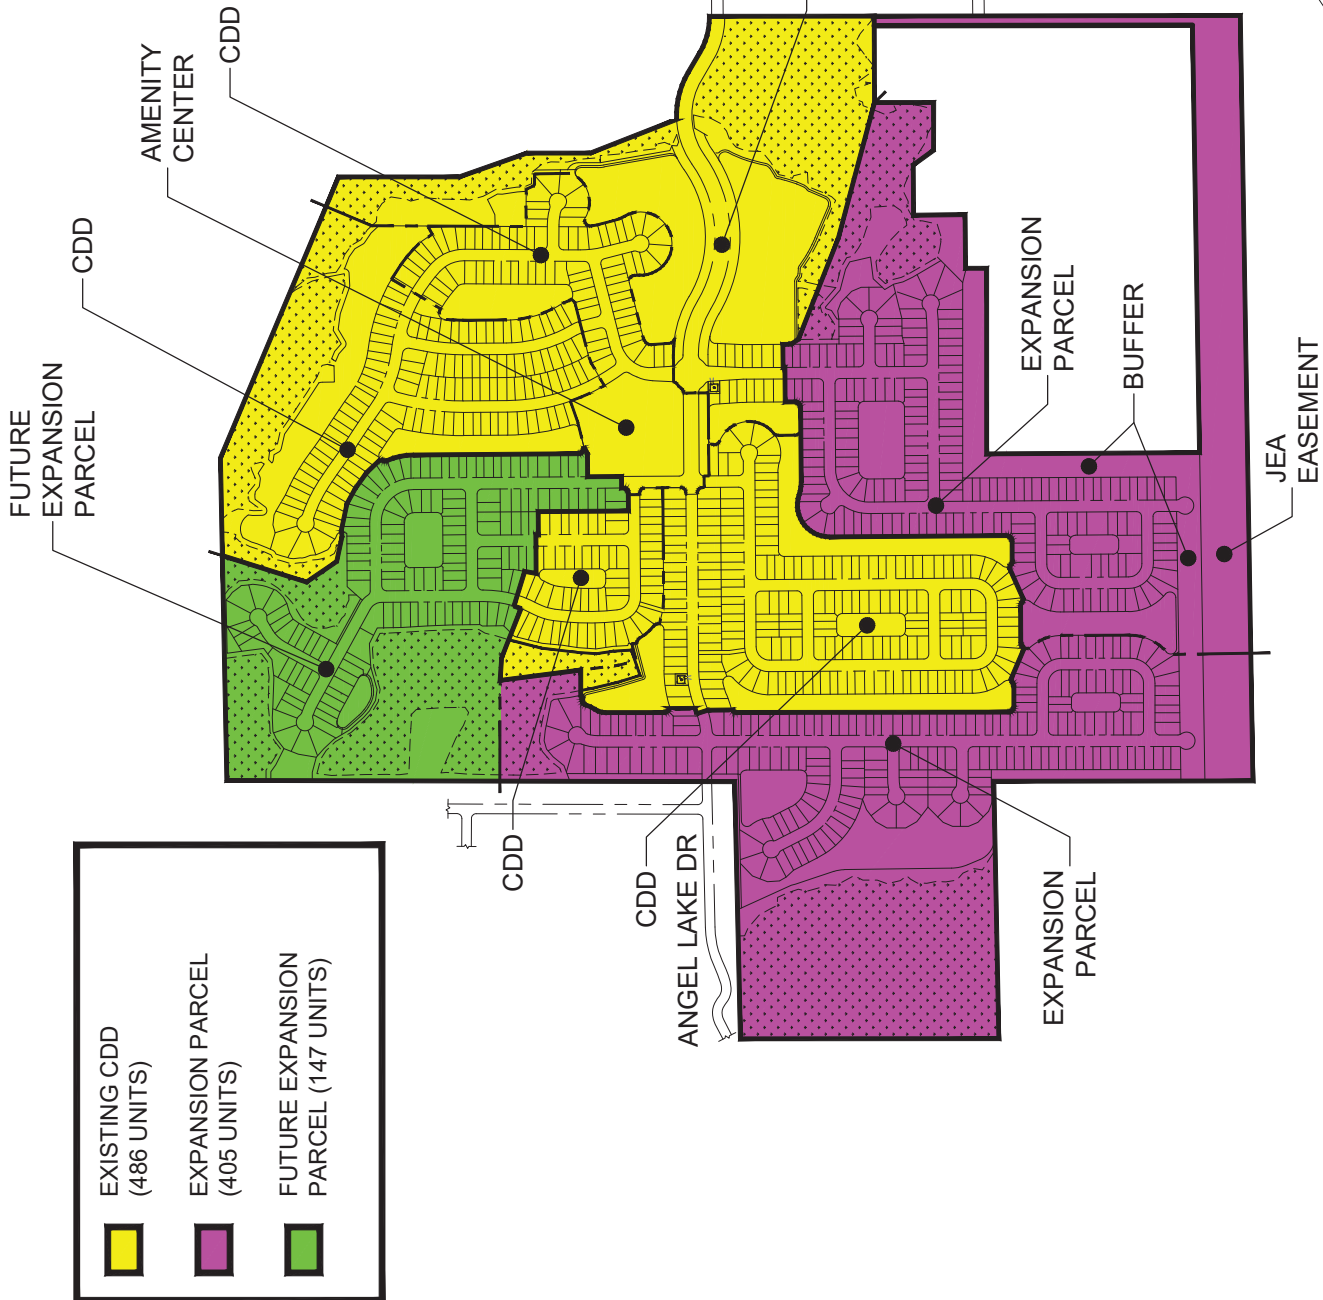 FUTURE
EXPANSION
PARCEL
CDD
AMENITY
CENTER
CDD
EXPANSION
PARCEL
BUFFER
JEA
EASEMENT
CDD
CDD
ANGEL LAKE DR
EXPANSION
PARCEL
EXISTING CDD
(486 UNITS)
EXPANSION PARCEL
(405 UNITS)
FUTURE EXPANSION
PARCEL (147 UNITS)